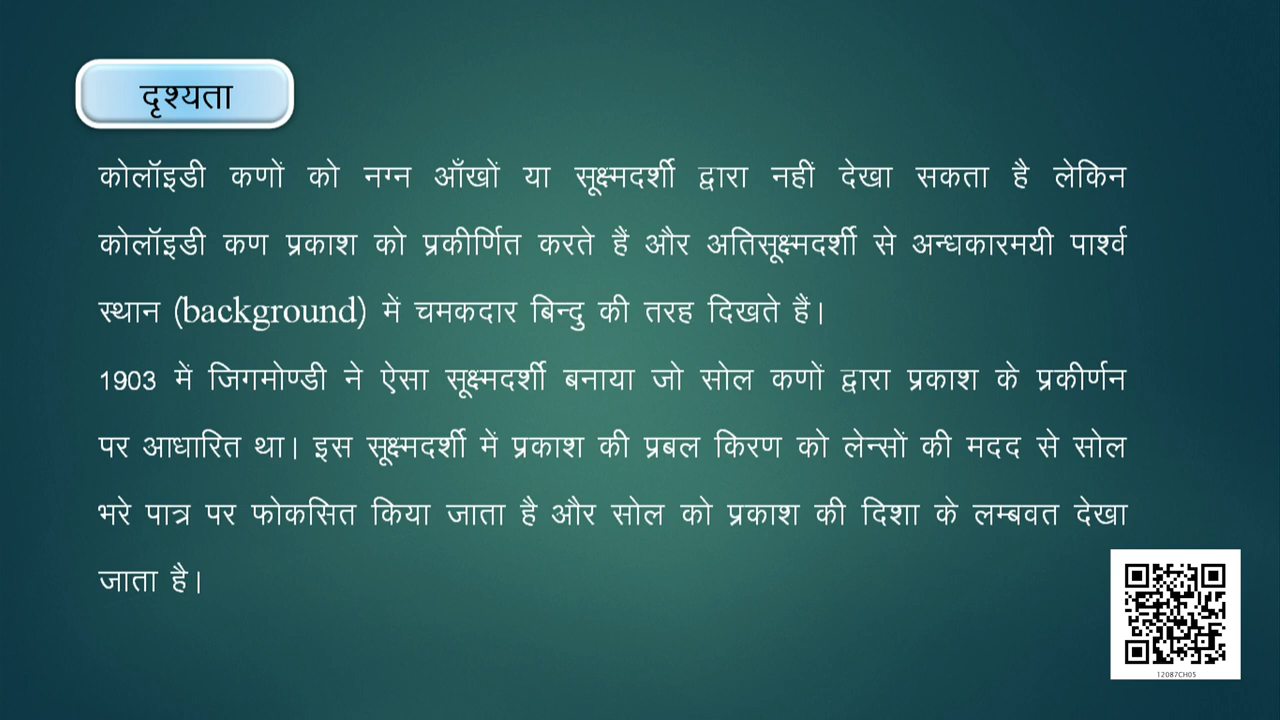 दृश्यता
कोलॉइडी कणों को नग्न आँखों या सूक्ष्मदर्शी द्वारा नहीं देखा सकता है लेकिन
कोलॉइडी कण प्रकाश को प्रकीर्णित करते हैं और अतिसूक्ष्मदर्शी से अन्धकारमयी पार्श्व
स्थान (background) में चमकदार बिन्दु की तरह दिखते हैं।
1903 में जिगमोण्डी ने ऐसा सूक्ष्मदर्शी बनाया जो सोल कणों द्वारा प्रकाश के प्रकीर्णन
पर आधारित था। इस सूक्ष्मदर्शी में प्रकाश की प्रबल किरण को लेन्सों की मदद से सोल
भरे पात्र पर फोकसित किया जाता है और सोल को प्रकाश की दिशा के लम्बवत देखा
जाता है।
12087CH05